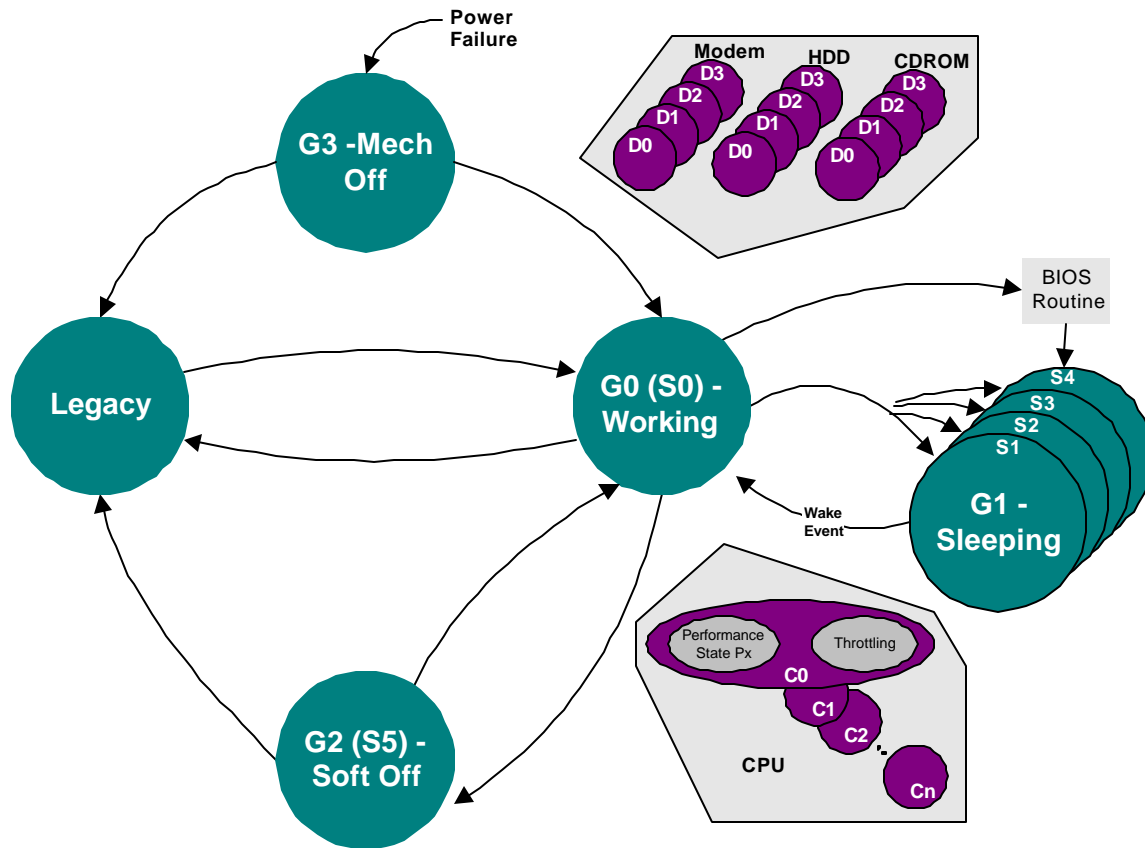 Power
Failure
G3 -Mech
Off
Modem
HDD
CDROM
D3
D2
D1
D0
D3
D2
D1
D0
D3
D2
D1
D0
BIOS
Routine
Legacy
G0 (S0) -
Working
S4
S3
S2
S1
G1 -
Sleeping
Wake
Event
Performance
State Px
Throttling
C0
C1
C2
CPU
Cn
G2 (S5) -
Soft Off